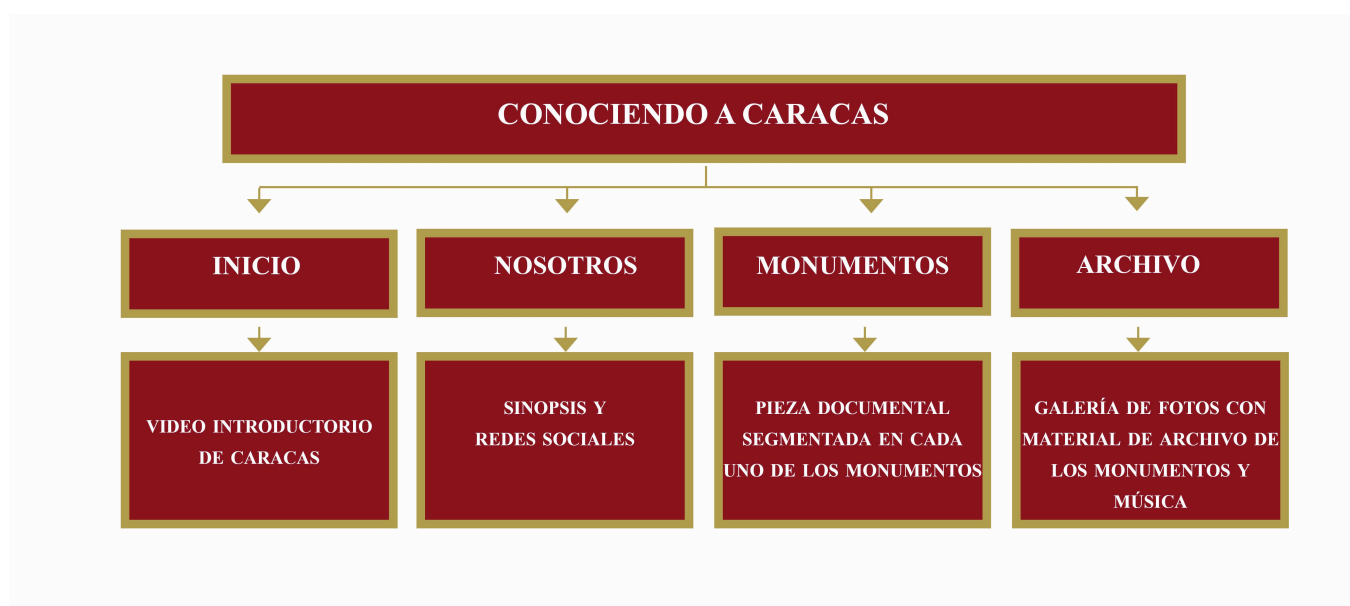 CONOCIENDO A CARACAS
INICIO
NOSOTROS
MONUMENTOS
ARCHIVO
VIDEO INTRODUCTORIO
DE CARACAS
SINOPSIS Y
REDES SOCIALES
PIEZA DOCUMENTAL
SEGMENTADA EN CADA
UNO DE LOS MONUMENTOS
GALERÍA DE FOTOS CON
MATERIAL DE ARCHIVO DE
LOS MONUMENTOS Y
MÚSICA